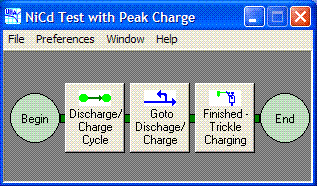 NiCd Test with Peak Charge
File Preferences Window Help
Begin
Discharge/
Charge
Cycle
Goto
Dischage/
Charge
Finished -
Trickle
Charging
End